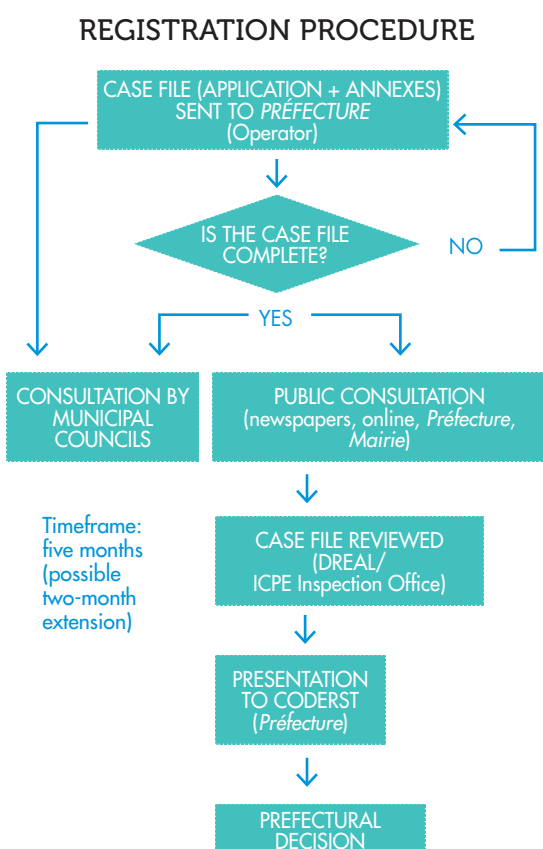 REGISTRATION PROCEDURE
CASE FILE (APPLICATION + ANNEXES)
SENT TO PRÉFECTURE
(Operator)
IS THE CASE FILE
COMPLETE?
NO
YES
CONSULTATION BY
MUNICIPAL
COUNCILS
PUBLIC CONSULTATION
(newspapers, online, Préfecture,
Mairie)
Timeframe:
five months
(possible
two-month
extension)
CASE FILE REVIEWED
(DREAL/
ICPE Inspection Office)
PRESENTATION
TO CODERST
(Préfecture)
PREFECTURAL
DECISION